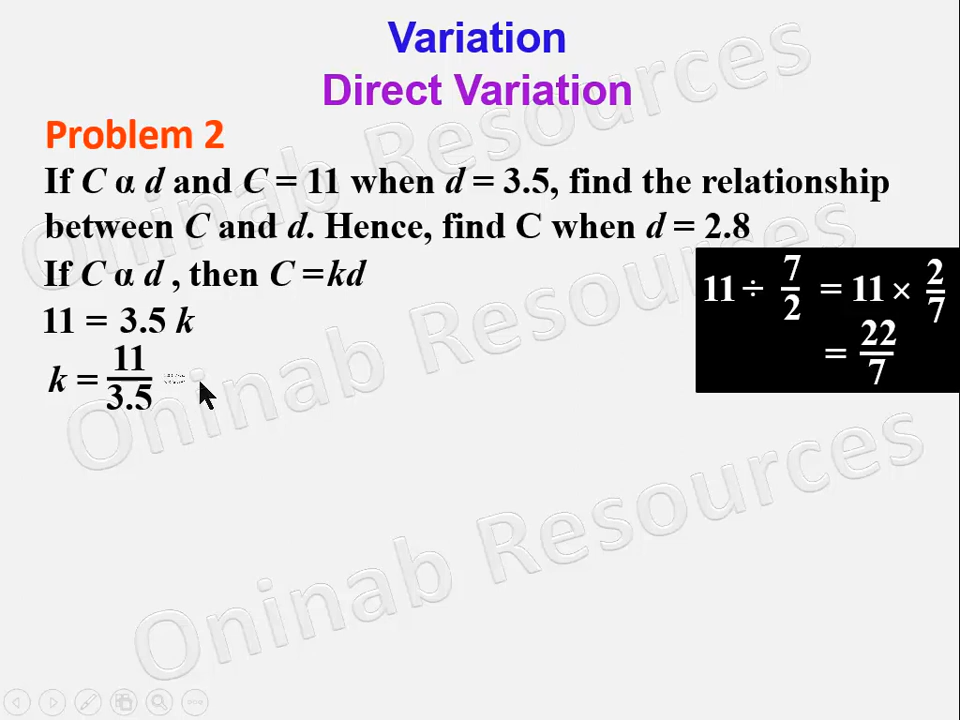 Variation
Direct Variation
Problem 2
If C α d and C = 11 when d = 3.5, find the relationship
between C and d. Hence, find C when d = 2.8
If C α d , then C = kd
11 = 3.5 k
k = 11/3.5
11 ÷ 7/2 = 11 × 2/7
= 22/7
Oninab Resources
Oninab Resources
Oninab Resources